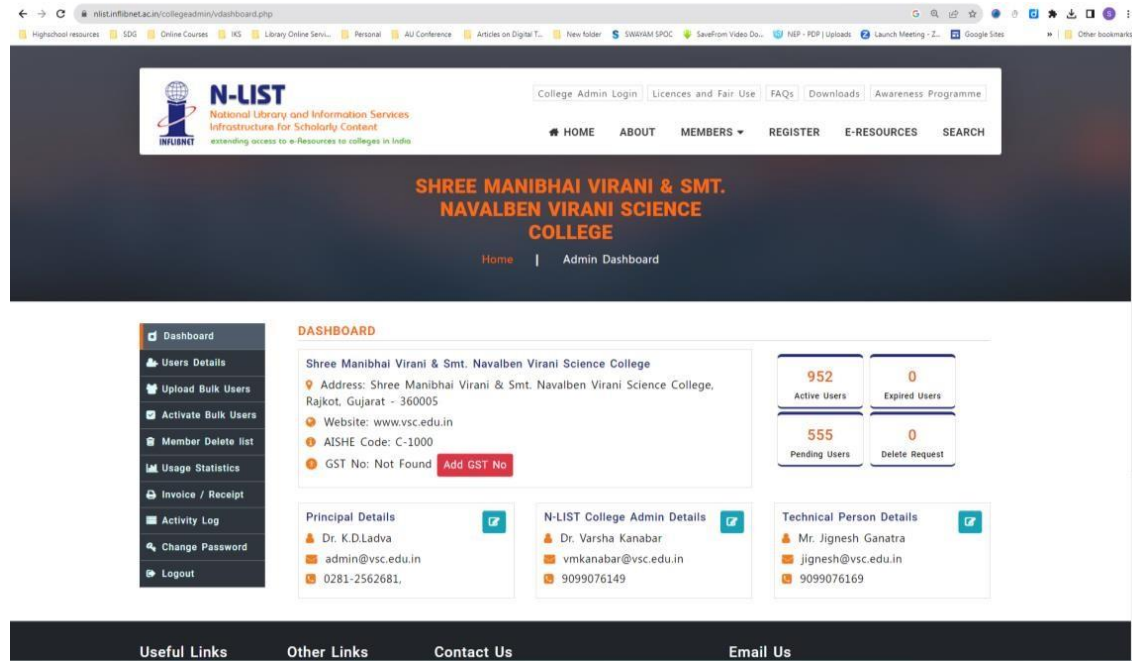 nlist.inflibnet.ac.in/collegeadmin/vdashboard.php
Highschool resources SDG Online Courses IKS Library Online Servi... Personal AU Conference Articles on Digital T... New folder SWAYAM SPOC SaveFrom Video Do... NEP - PDP | Uploads Launch Meeting - Z... Google Sites » Other bookmarks
N-LIST
National Library and Information Services
Infrastructure for Scholarly Content
extending access to e-Resources to colleges in India
INFLIBNET
College Admin Login Licences and Fair Use FAQs Downloads Awareness Programme
HOME ABOUT MEMBERS REGISTER E-RESOURCES SEARCH
SHREE MANIBHAI VIRANI & SMT.
NAVALBEN VIRANI SCIENCE
COLLEGE
Home | Admin Dashboard
Dashboard
Users Details
Upload Bulk Users
Activate Bulk Users
Member Delete list
Usage Statistics
Invoice / Receipt
Activity Log
Change Password
Logout
DASHBOARD
Shree Manibhai Virani & Smt. Navalben Virani Science College
Address: Shree Manibhai Virani & Smt. Navalben Virani Science College,
Rajkot, Gujarat - 360005
Website: www.vsc.edu.in
AISHE Code: C-1000
GST No: Not Found Add GST No
952
Active Users
0
Expired Users
555
Pending Users
0
Delete Request
Principal Details
Dr. K.D.Ladva
admin@vsc.edu.in
0281-2562681,
N-LIST College Admin Details
Dr. Varsha Kanabar
vmkanabar@vsc.edu.in
9099076149
Technical Person Details
Mr. Jignesh Ganatra
jignesh@vsc.edu.in
9099076169
Useful Links Other Links Contact Us Email Us